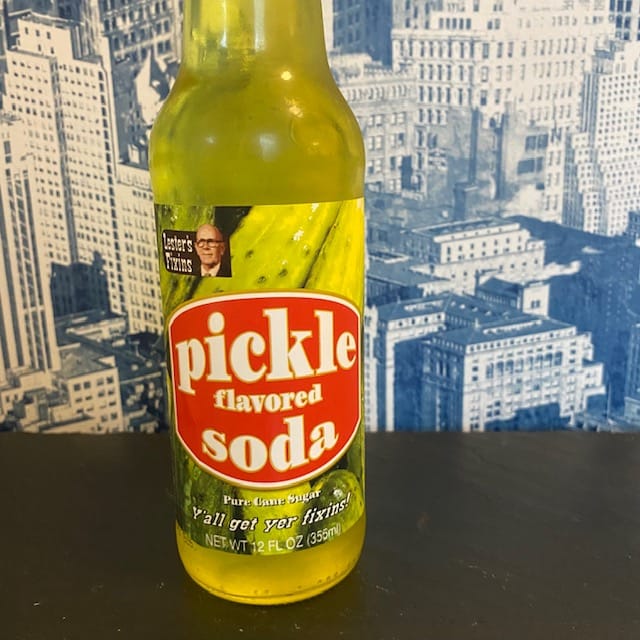 Lester's
Fixins
pickle
flavored
soda
Pure Cane Sugar
Y'all get yer fixins!
NET WT 12 FL OZ (355ml)